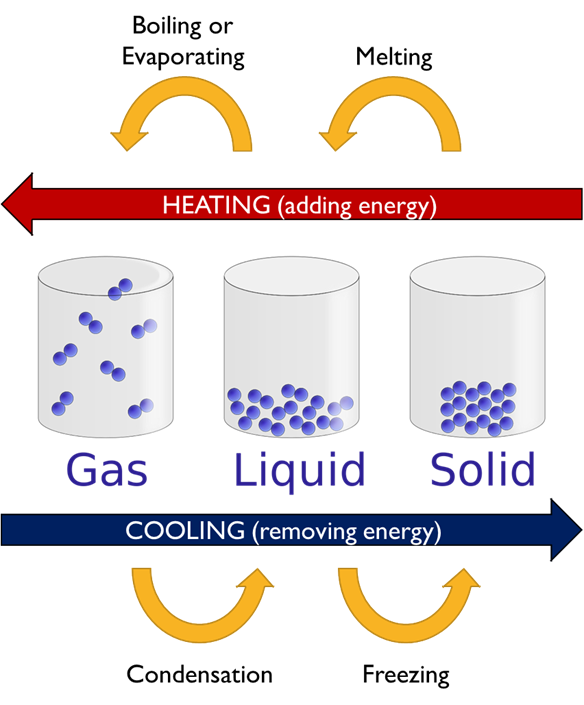 Boiling or
Evaporating
Melting
HEATING (adding energy)
Gas
Liquid
Solid
COOLING (removing energy)
Condensation
Freezing